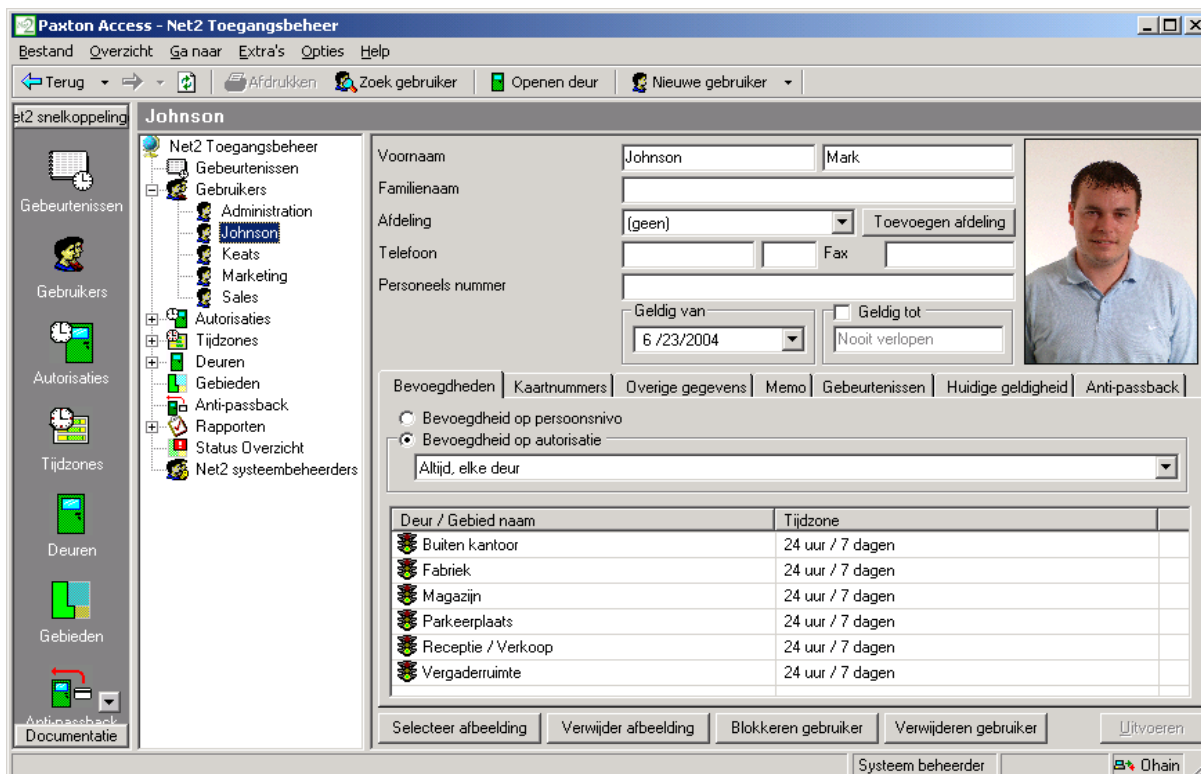 Paxton Access - Net2 Toegangsbeheer
Bestand Overzicht Ga naar Extra's Opties Help
Terug Afdrukken Zoek gebruiker Openen deur Nieuwe gebruiker
et2 snelkoppeling
Gebeurtenissen
Gebruikers
Autorisaties
Tijdzones
Deuren
Gebieden
Anti-passback
Documentatie
Johnson
Net2 Toegangsbeheer
Gebeurtenissen
Gebruikers
Administration
Johnson
Keats
Marketing
Sales
Autorisaties
Tijdzones
Deuren
Gebieden
Anti-passback
Rapporten
Status Overzicht
Net2 systeembeheerders
Voornaam Johnson Mark
Familienaam
Afdeling (geen) Toevoegen afdeling
Telefoon Fax
Personeels nummer
Geldig van Geldig tot
6 /23/2004 Nooit verlopen
Bevoegdheden Kaartnummers Overige gegevens Memo Gebeurtenissen Huidige geldigheid Anti-passback
Bevoegdheid op persoonsnivo
Bevoegdheid op autorisatie
Altijd, elke deur
Deur / Gebied naam Tijdzone
Buiten kantoor 24 uur / 7 dagen
Fabriek 24 uur / 7 dagen
Magazijn 24 uur / 7 dagen
Parkeerplaats 24 uur / 7 dagen
Receptie / Verkoop 24 uur / 7 dagen
Vergaderruimte 24 uur / 7 dagen
Selecteer afbeelding Verwijder afbeelding Blokkeren gebruiker Verwijderen gebruiker Uitvoeren
Systeem beheerder Ohain